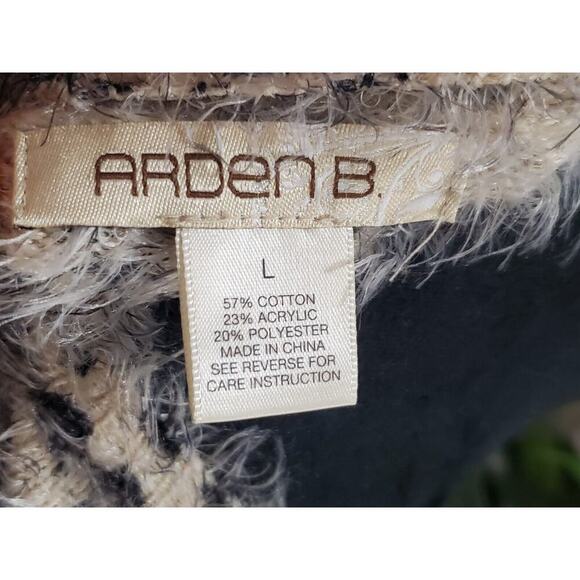 ARDEN B.
L
57% COTTON
23% ACRYLIC
20% POLYESTER
MADE IN CHINA
SEE REVERSE FOR
CARE INSTRUCTION